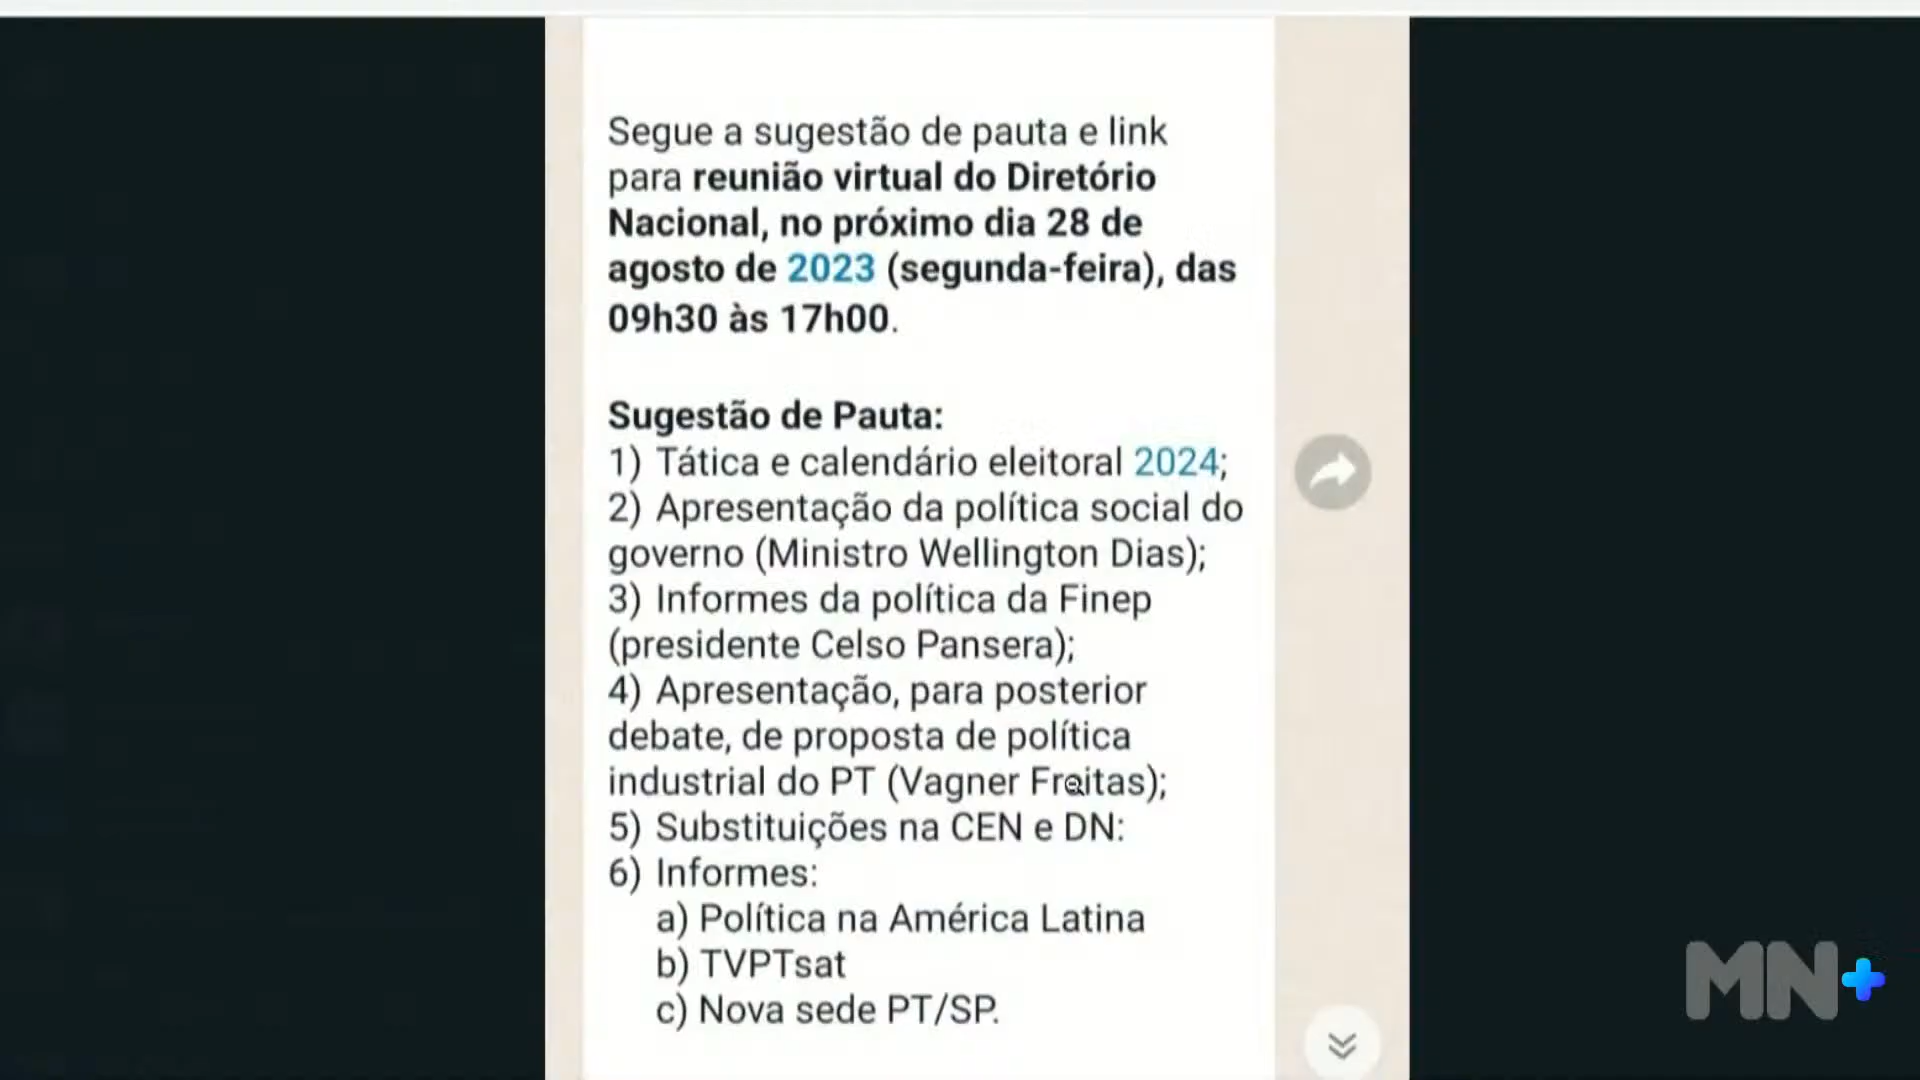 Segue a sugestão de pauta e link
para reunião virtual do Diretório
Nacional, no próximo dia 28 de
agosto de 2023 (segunda-feira), das
09h30 às 17h00.
Sugestão de Pauta:
1) Tática e calendário eleitoral 2024;
2) Apresentação da política social do
governo (Ministro Wellington Dias);
3) Informes da política da Finep
(presidente Celso Pansera);
4) Apresentação, para posterior
debate, de proposta de política
industrial do PT (Vagner Freitas);
5) Substituições na CEN e DN:
6) Informes:
a) Política na América Latina
b) TVPTsat
c) Nova sede PT/SP.
MN+